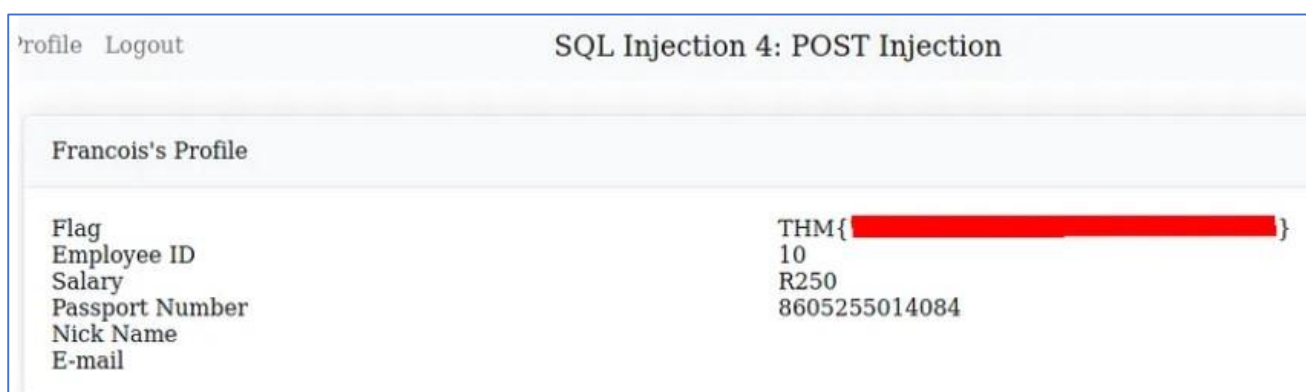 Profile Logout
SQL Injection 4: POST Injection
Francois's Profile
Flag THM{ }
Employee ID 10
Salary R250
Passport Number 8605255014084
Nick Name
E-mail